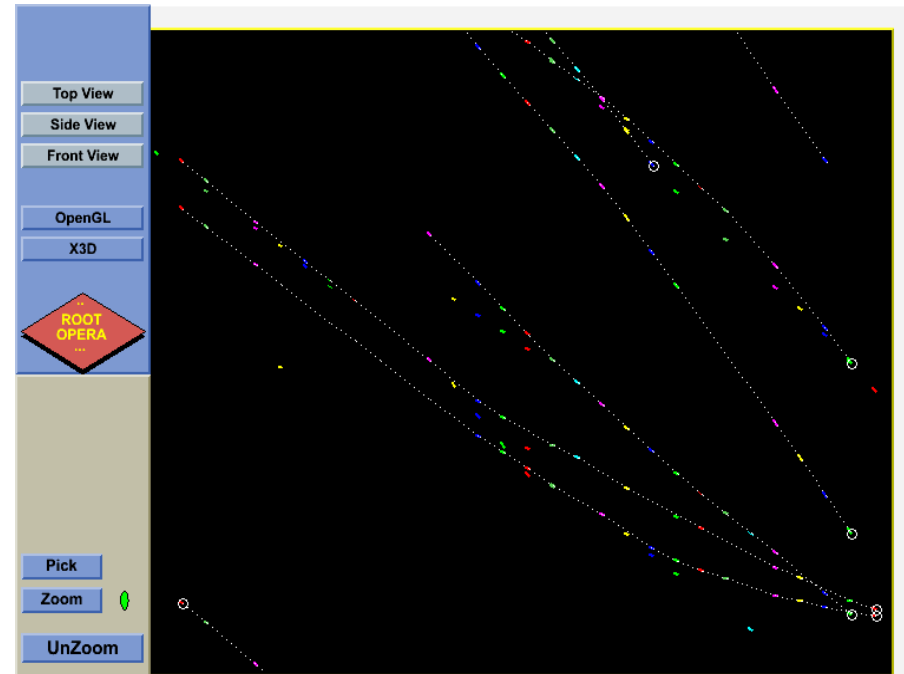 Top View
Side View
Front View
OpenGL
X3D
..
ROOT
OPERA
...
Pick
Zoom
UnZoom